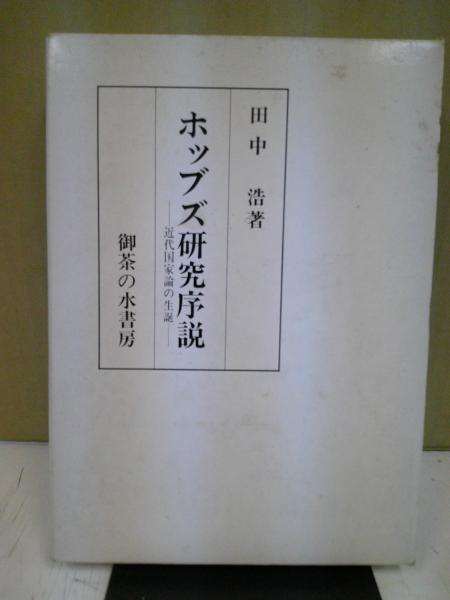 田中 浩著
ホッブズ研究序説
――近代国家論の生誕――
御茶の水書房